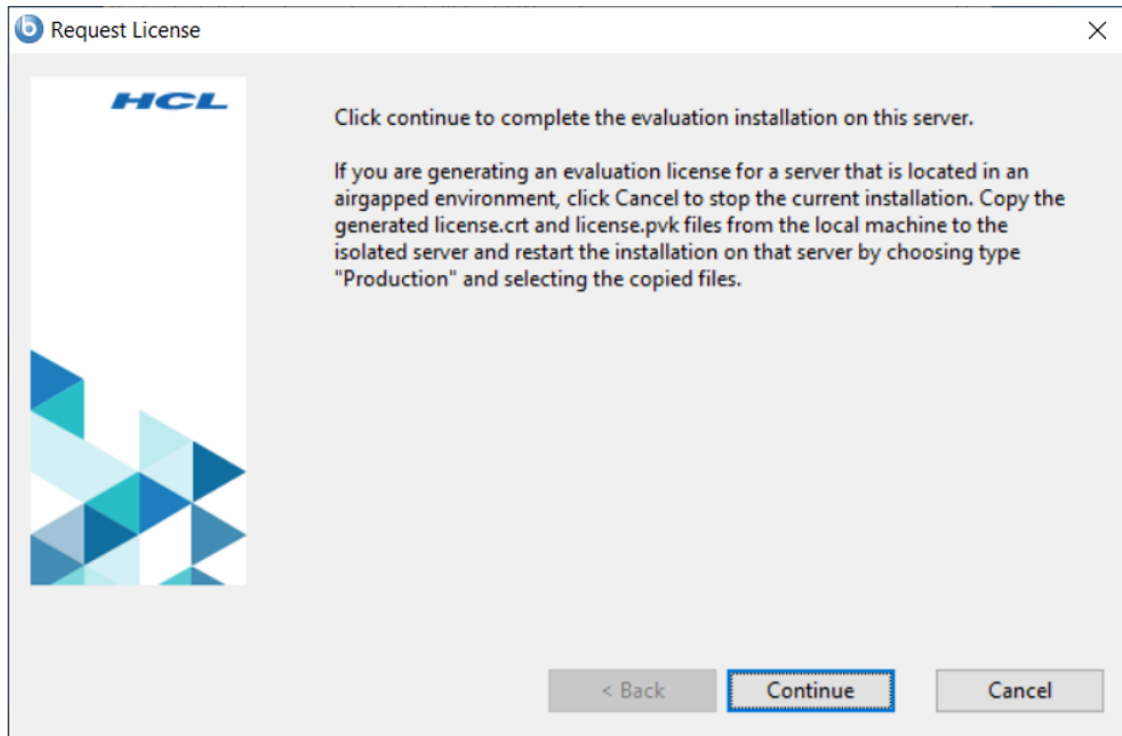 Request License
HCL
Click continue to complete the evaluation installation on this server.
If you are generating an evaluation license for a server that is located in an
airgapped environment, click Cancel to stop the current installation. Copy the
generated license.crt and license.pvk files from the local machine to the
isolated server and restart the installation on that server by choosing type
"Production" and selecting the copied files.
< Back
Continue
Cancel